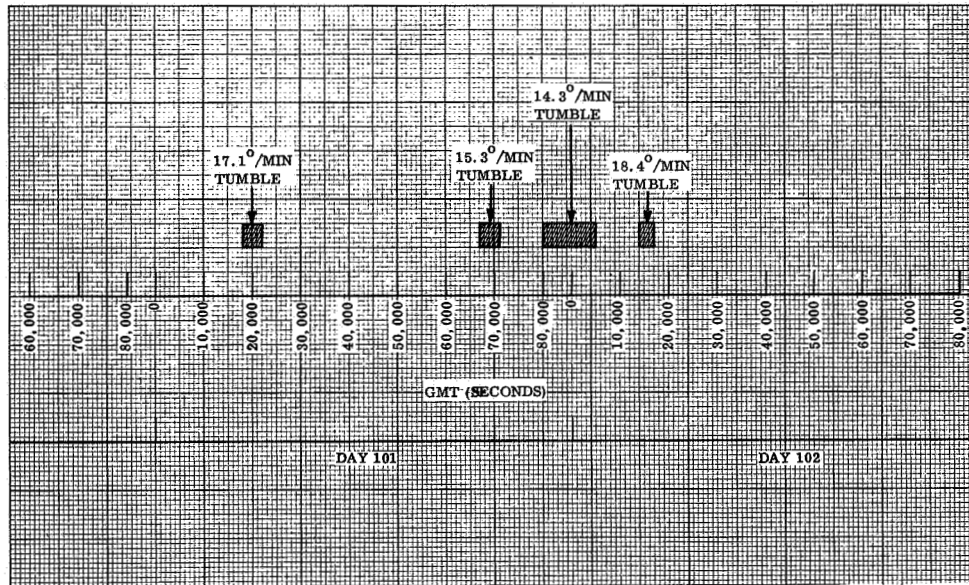 14.3°/MIN
TUMBLE
17.1°/MIN
TUMBLE
15.3°/MIN
TUMBLE
18.4°/MIN
TUMBLE
60,000
70,000
80,000
0
10,000
20,000
30,000
40,000
50,000
60,000
70,000
80,000
0
10,000
20,000
30,000
40,000
50,000
60,000
70,000
80,000
GMT (SECONDS)
DAY 101
DAY 102